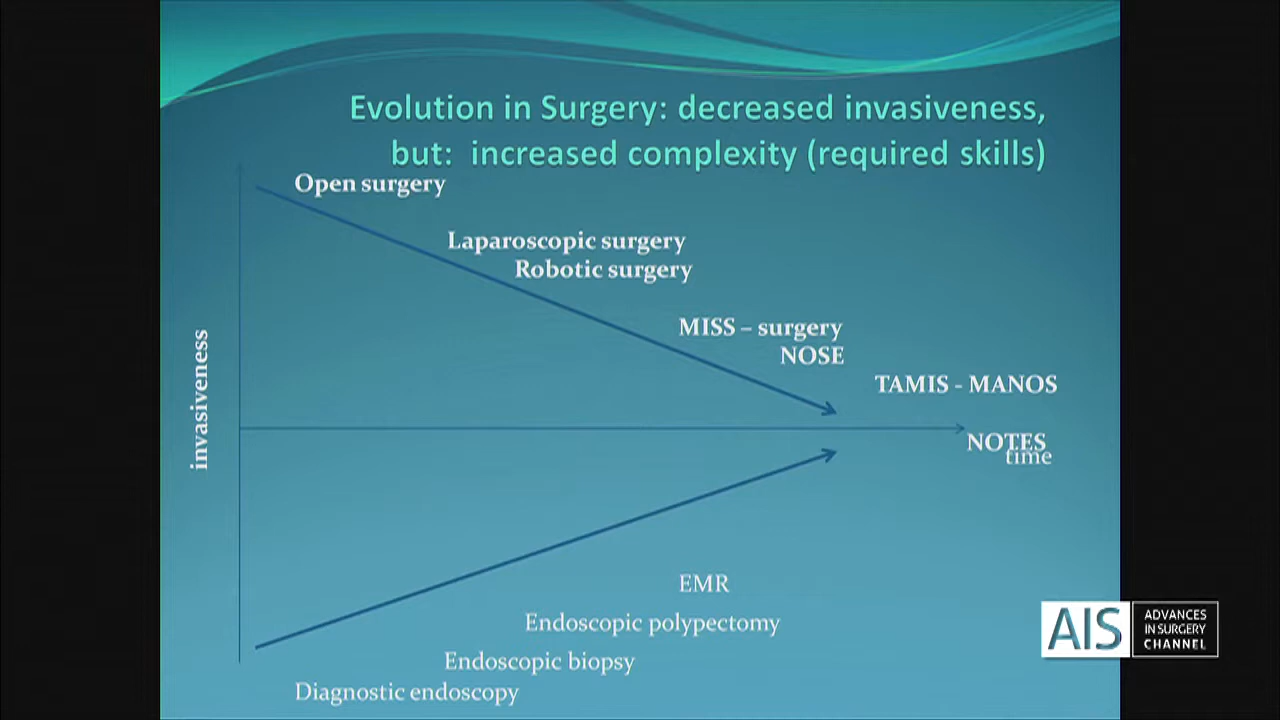 Evolution in Surgery: decreased invasiveness,
but: increased complexity (required skills)
Open surgery
Laparoscopic surgery
Robotic surgery
MISS – surgery
NOSE
TAMIS - MANOS
invasiveness
NOTES
time
EMR
Endoscopic polypectomy
Endoscopic biopsy
Diagnostic endoscopy
AIS
ADVANCES
IN SURGERY
CHANNEL